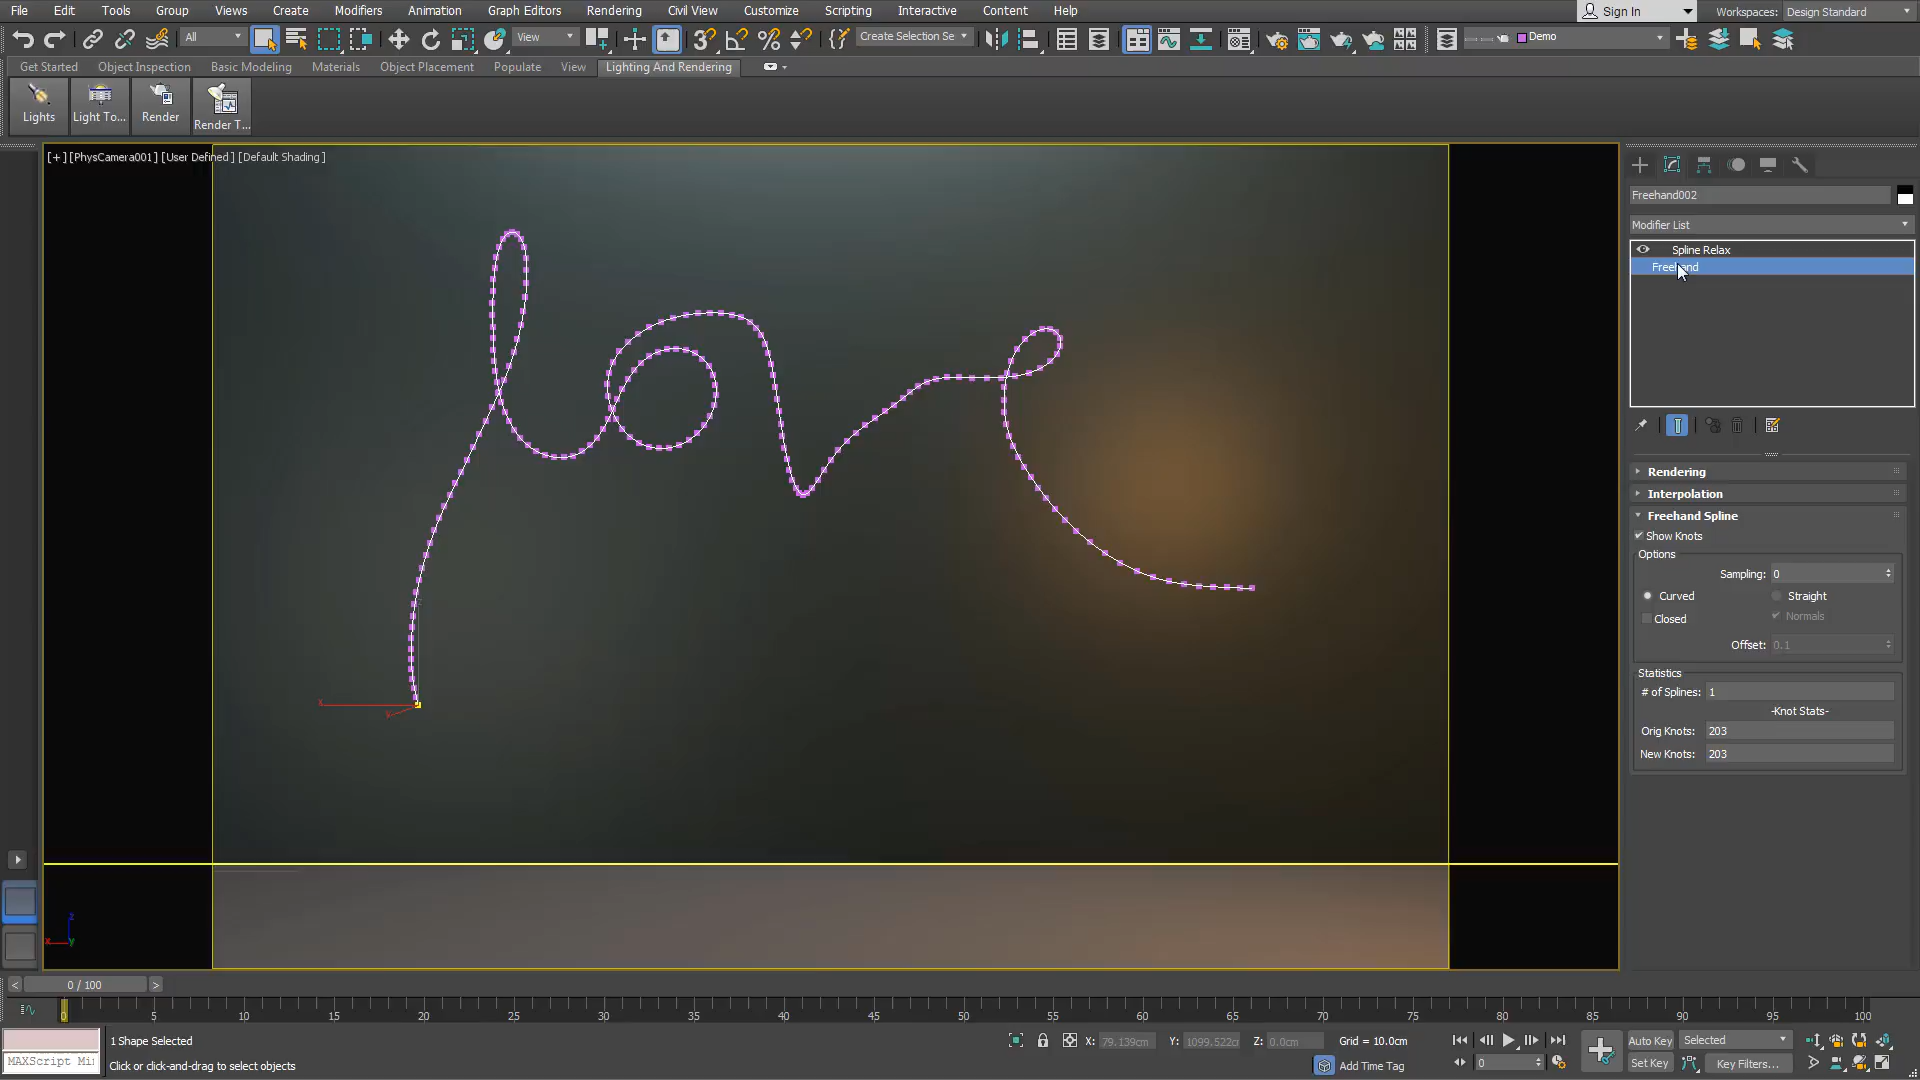 File Edit Tools Group Views Create Modifiers Animation Graph Editors Rendering Civil View Customize Scripting Interactive Content Help Sign In Workspaces: Design Standard
All View Create Selection Se Demo
Get Started Object Inspection Basic Modeling Materials Object Placement Populate View Lighting And Rendering
Lights Light To... Render Render T...
[+] [PhysCamera001] [User Defined] [Default Shading]
Freehand002
Modifier List
Spline Relax
Freehand
love
Rendering
Interpolation
Freehand Spline
Show Knots
Options
Sampling: 0
Curved Straight
Closed Normals
Offset: 0.1
Statistics
# of Splines: 1
-Knot Stats-
Orig Knots: 203
New Knots: 203
x
y
z
x y
< 0 / 100 >
0 5 10 15 20 25 30 35 40 45 50 55 60 65 70 75 80 85 90 95 100
1 Shape Selected X: 79.139cm Y: 1099.522c Z: 0.0cm Grid = 10.0cm Auto Key Selected
MAXScript Mi Click or click-and-drag to select objects Add Time Tag 0 Set Key Key Filters...